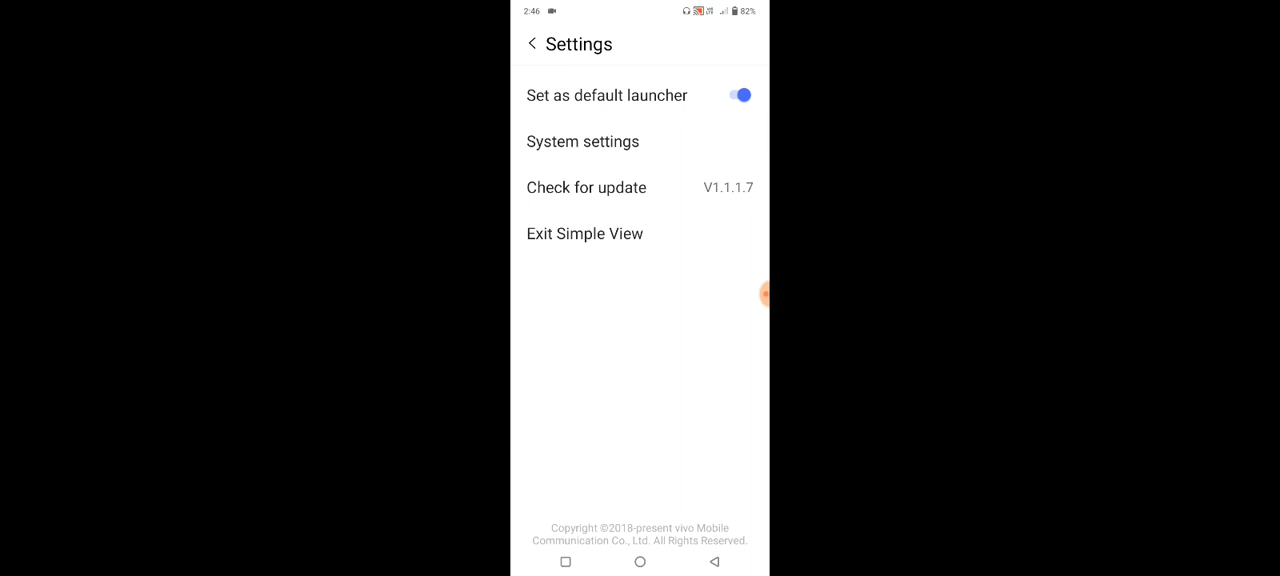 2:46 82%
Settings
Set as default launcher
System settings
Check for update V1.1.1.7
Exit Simple View
Copyright ©2018-present vivo Mobile
Communication Co., Ltd. All Rights Reserved.